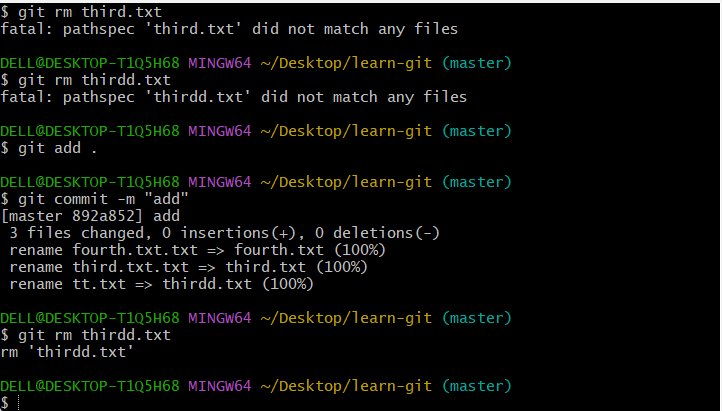 $ git rm third.txt
fatal: pathspec 'third.txt' did not match any files
DELL@DESKTOP-T1Q5H68 MINGW64 ~/Desktop/learn-git (master)
$ git rm thirdd.txt
fatal: pathspec 'thirdd.txt' did not match any files
DELL@DESKTOP-T1Q5H68 MINGW64 ~/Desktop/learn-git (master)
$ git add .
DELL@DESKTOP-T1Q5H68 MINGW64 ~/Desktop/learn-git (master)
$ git commit -m "add"
[master 892a852] add
 3 files changed, 0 insertions(+), 0 deletions(-)
 rename fourth.txt.txt => fourth.txt (100%)
 rename third.txt.txt => third.txt (100%)
 rename tt.txt => thirdd.txt (100%)
DELL@DESKTOP-T1Q5H68 MINGW64 ~/Desktop/learn-git (master)
$ git rm thirdd.txt
rm 'thirdd.txt'
DELL@DESKTOP-T1Q5H68 MINGW64 ~/Desktop/learn-git (master)
$